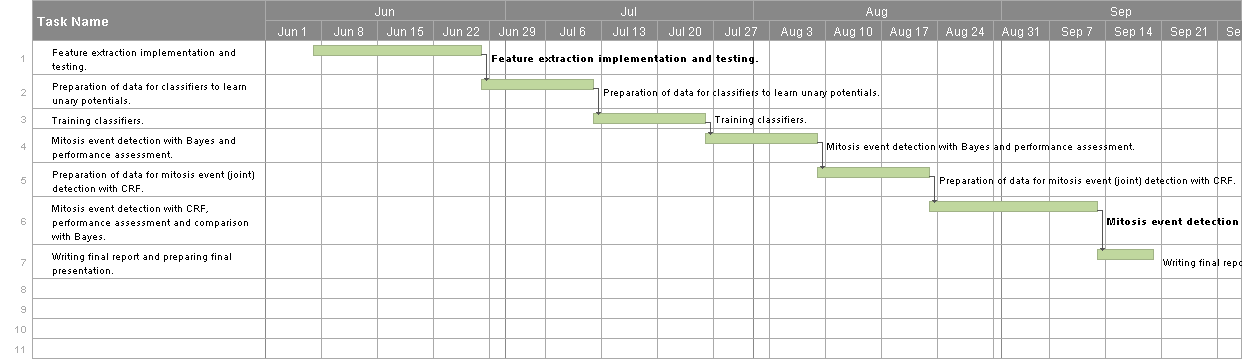 Task Name
Jun Jul Aug Sep
Jun 1 Jun 8 Jun 15 Jun 22 Jun 29 Jul 6 Jul 13 Jul 20 Jul 27 Aug 3 Aug 10 Aug 17 Aug 24 Aug 31 Sep 7 Sep 14 Sep 21 Se
1 Feature extraction implementation and
testing.
Feature extraction implementation and testing.
2 Preparation of data for classifiers to learn
unary potentials.
Preparation of data for classifiers to learn unary potentials.
3 Training classifiers.
Training classifiers.
4 Mitosis event detection with Bayes and
performance assessment.
Mitosis event detection with Bayes and performance assessment.
5 Preparation of data for mitosis event (joint)
detection with CRF.
Preparation of data for mitosis event (joint) detection with CRF.
6 Mitosis event detection with CRF,
performance assessment and comparison
with Bayes.
Mitosis event detection
7 Writing final report and preparing final
presentation.
Writing final repo
8
9
10
11